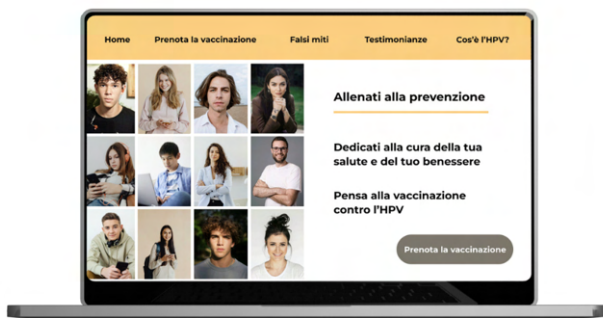 Home Prenota la vaccinazione Falsi miti Testimonianze Cos'è l'HPV?
Allenati alla prevenzione
Dedicati alla cura della tua
salute e del tuo benessere
Pensa alla vaccinazione
contro l'HPV
Prenota la vaccinazione